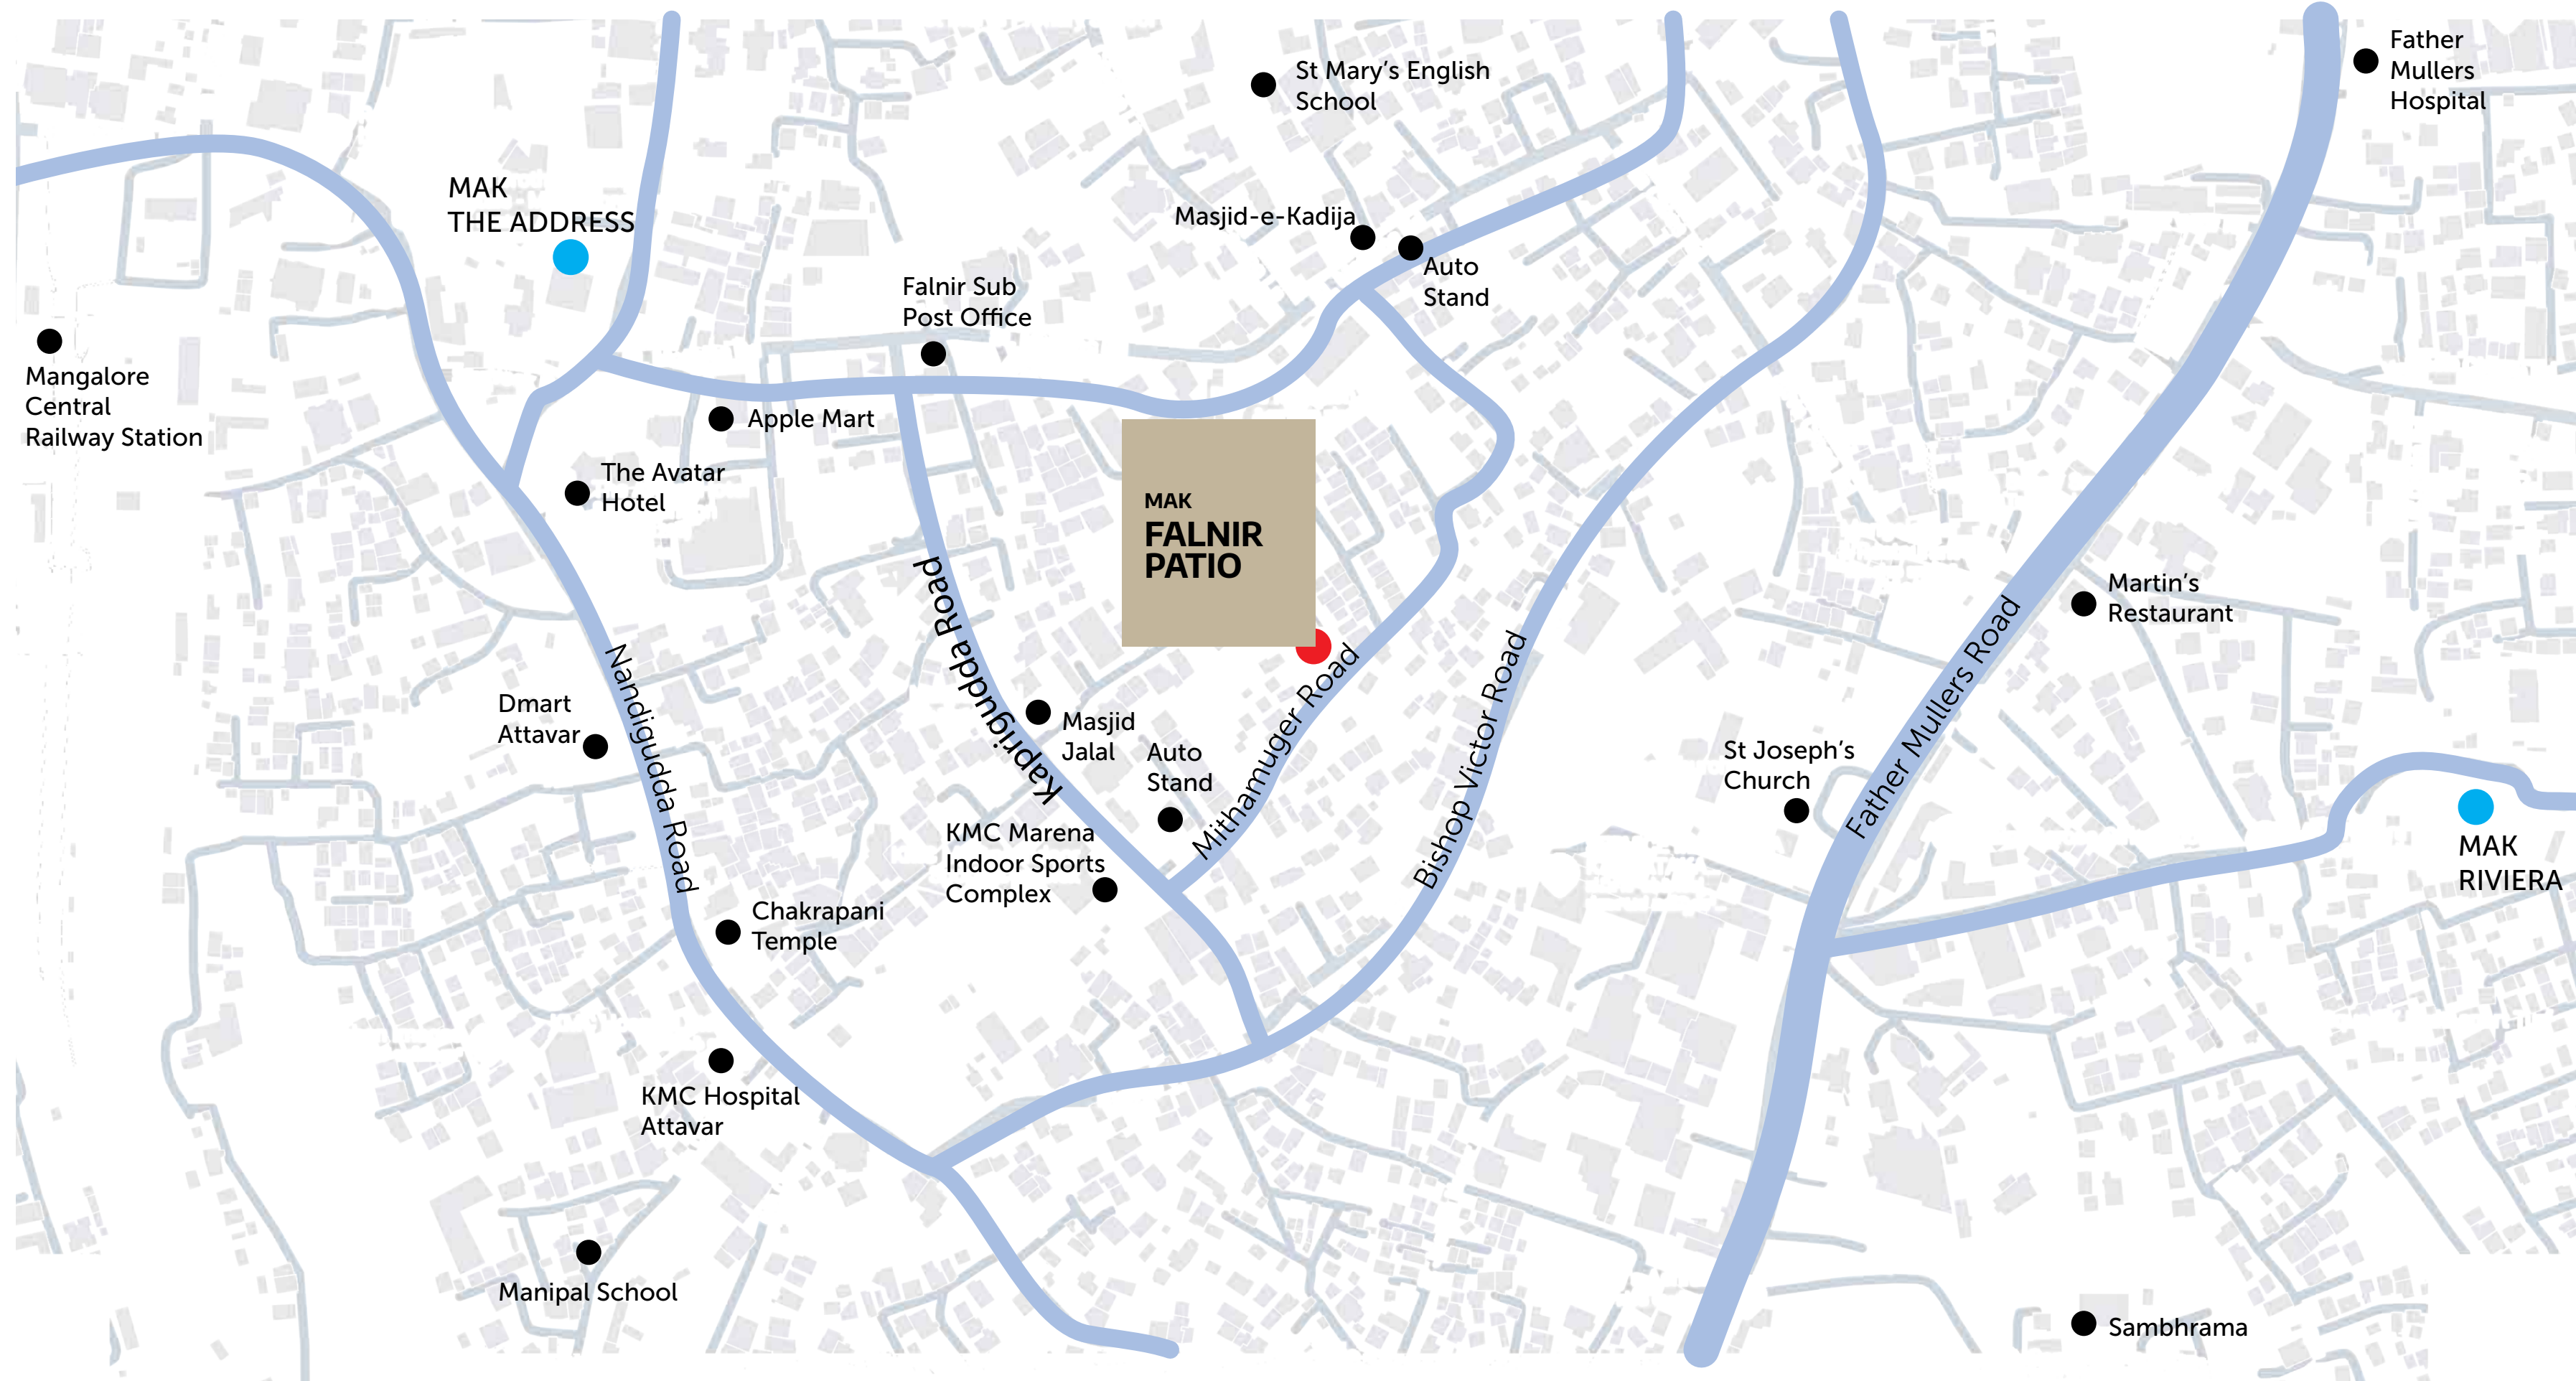 Father
Mullers
Hospital
St Mary’s English
School
MAK
THE ADDRESS
Masjid-e-Kadija
Auto
Stand
Falnir Sub
Post Office
Mangalore
Central
Railway Station
Apple Mart
The Avatar
Hotel
MAK
FALNIR
PATIO
Martin’s
Restaurant
Kaprigudda Road
Nandigudda Road
Mithamuger Road
Bishop Victor Road
Father Mullers Road
Dmart
Attavar
Masjid
Jalal
Auto
Stand
St Joseph’s
Church
KMC Marena
Indoor Sports
Complex
MAK
RIVIERA
Chakrapani
Temple
KMC Hospital
Attavar
Manipal School
Sambhrama